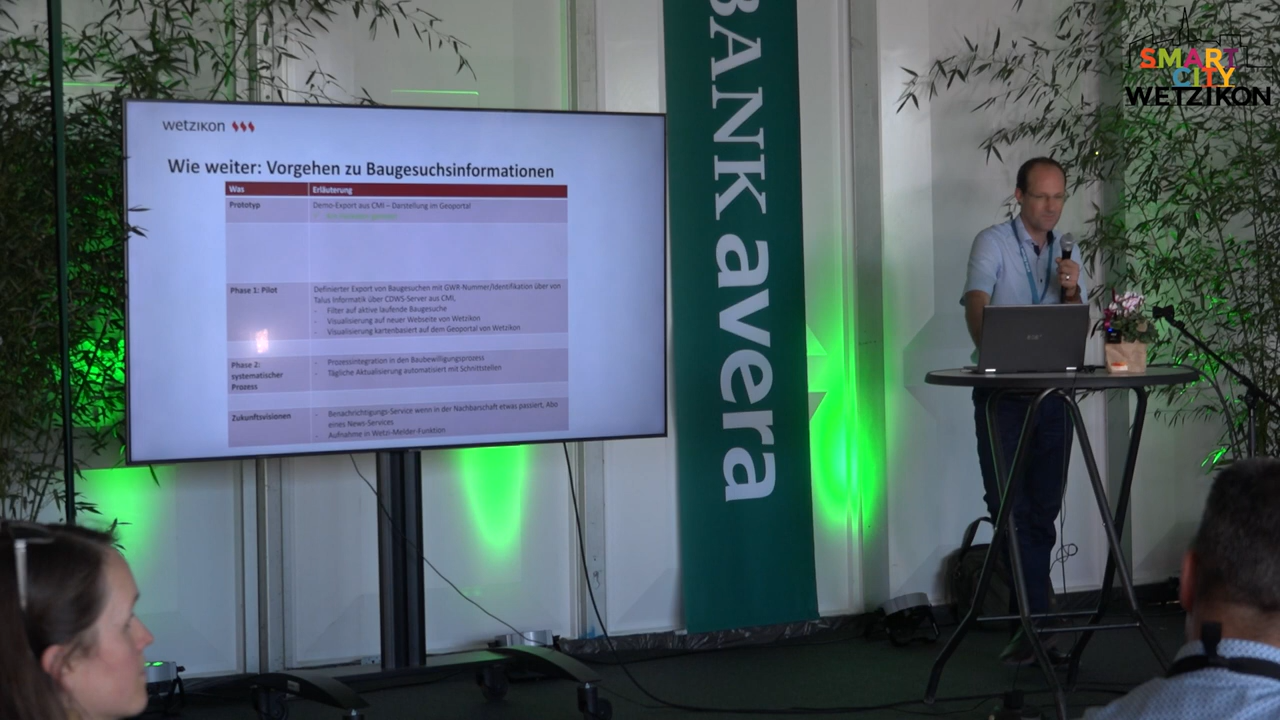 SMART
CITY
WETZIKON
BANK avera
wetzikon
Wie weiter: Vorgehen zu Baugesuchsinformationen
Was Erläuterung
Prototyp Demo-Export aus CMI – Darstellung im Geoportal
Phase 1: Pilot Definierter Export von Baugesuchen mit GWR-Nummer/Identifikation über von
Talus Informatik über CDWS-Server aus CMI,
- Filter auf aktive laufende Baugesuche
- Visualisierung auf neuer Webseite von Wetzikon
- Visualisierung kartenbasiert auf dem Geoportal von Wetzikon
Phase 2: - Prozessintegration in den Baubewilligungsprozess
systematischer - Tägliche Aktualisierung automatisiert mit Schnittstellen
Prozess
Zukunftsvisionen - Benachrichtigungs-Service wenn in der Nachbarschaft etwas passiert, Abo
eines News-Services
- Aufnahme in Wetzi-Melder-Funktion